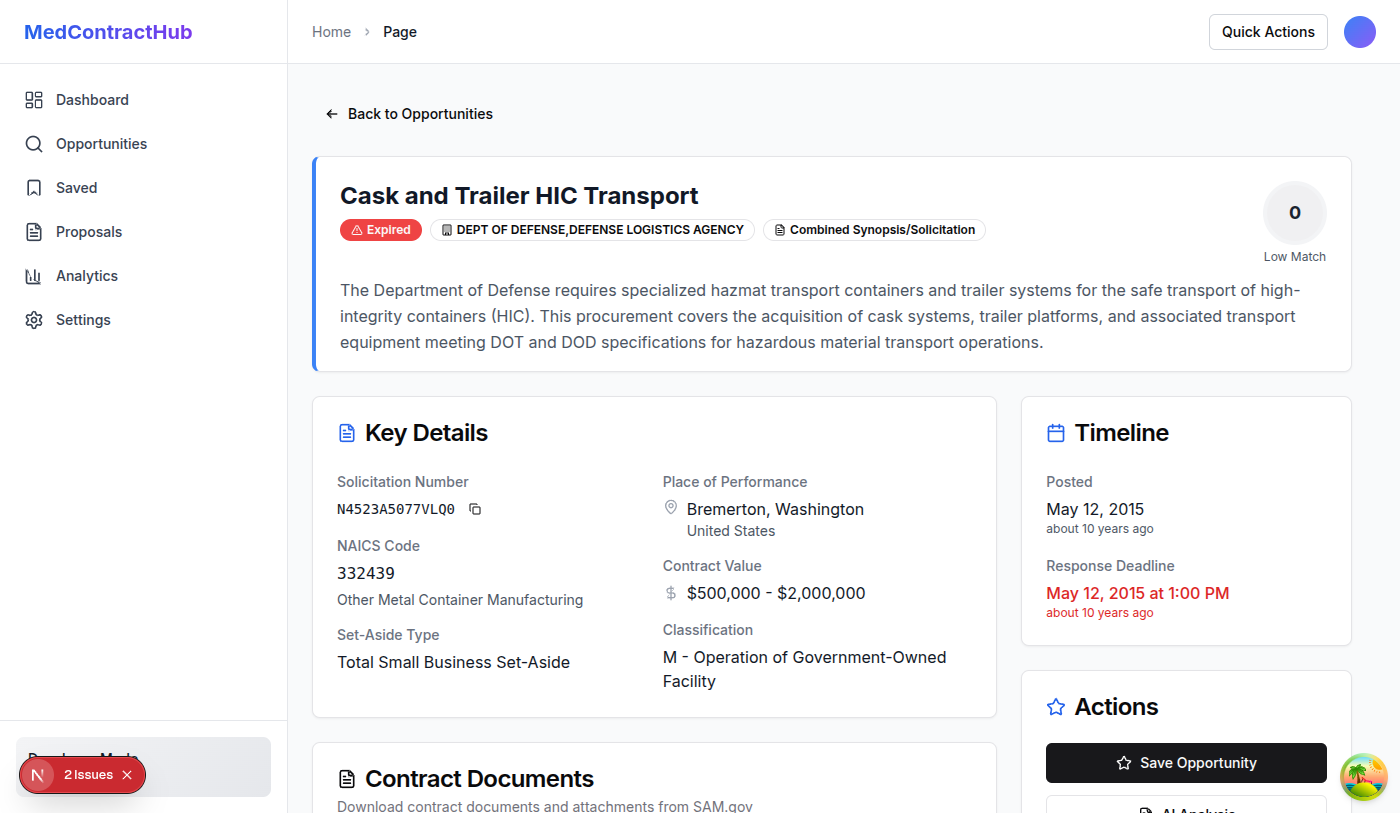 MedContractHub
Home
Page
Quick Actions
Dashboard
Opportunities
Saved
Proposals
Analytics
Settings
Back to Opportunities
Cask and Trailer HIC Transport
Expired
DEPT OF DEFENSE,DEFENSE LOGISTICS AGENCY
Combined Synopsis/Solicitation
0
Low Match
The Department of Defense requires specialized hazmat transport containers and trailer systems for the safe transport of high-
integrity containers (HIC). This procurement covers the acquisition of cask systems, trailer platforms, and associated transport
equipment meeting DOT and DOD specifications for hazardous material transport operations.
Key Details
Solicitation Number
N4523A5077VLQ0
NAICS Code
332439
Other Metal Container Manufacturing
Set-Aside Type
Total Small Business Set-Aside
Place of Performance
Bremerton, Washington
United States
Contract Value
$500,000 - $2,000,000
Classification
M - Operation of Government-Owned
Facility
Timeline
Posted
May 12, 2015
about 10 years ago
Response Deadline
May 12, 2015 at 1:00 PM
about 10 years ago
Actions
Save Opportunity
AI Analysis
Contract Documents
Download contract documents and attachments from SAM.gov
N
2 Issues